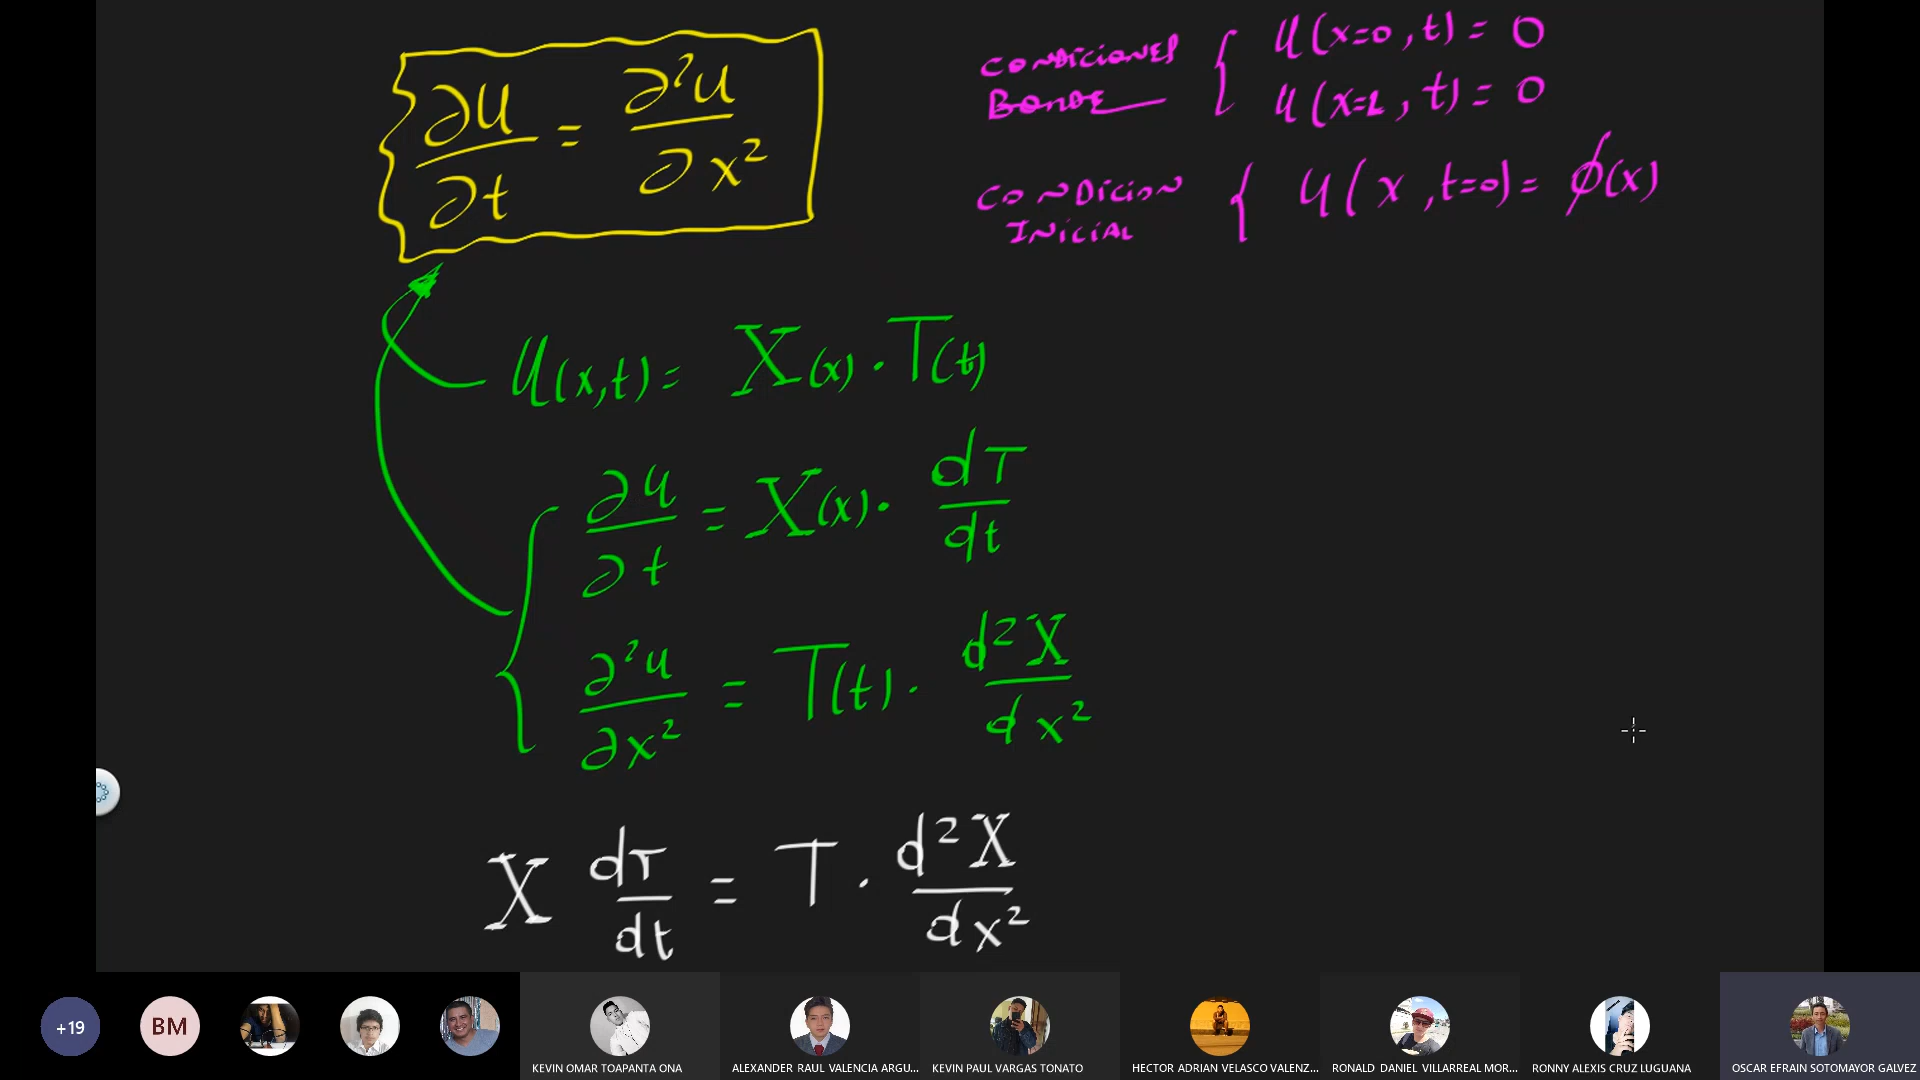 ∂u/∂t = ∂²u/∂x²
CONDICIONES BORDE { u(x=0, t) = 0
u(x=L, t) = 0
CONDICION INICIAL { u(x, t=0) = ϕ(x)
u(x,t) = X(x) · T(t)
∂u/∂t = X(x) · dT/dt
∂²u/∂x² = T(t) · d²X/dx²
X dT/dt = T · d²X/dx²
+19
BM
KEVIN OMAR TOAPANTA ONA
ALEXANDER RAUL VALENCIA ARGU...
KEVIN PAUL VARGAS TONATO
HECTOR ADRIAN VELASCO VALENZ...
RONALD DANIEL VILLARREAL MOR...
RONNY ALEXIS CRUZ LUGUANA
OSCAR EFRAIN SOTOMAYOR GALVEZ